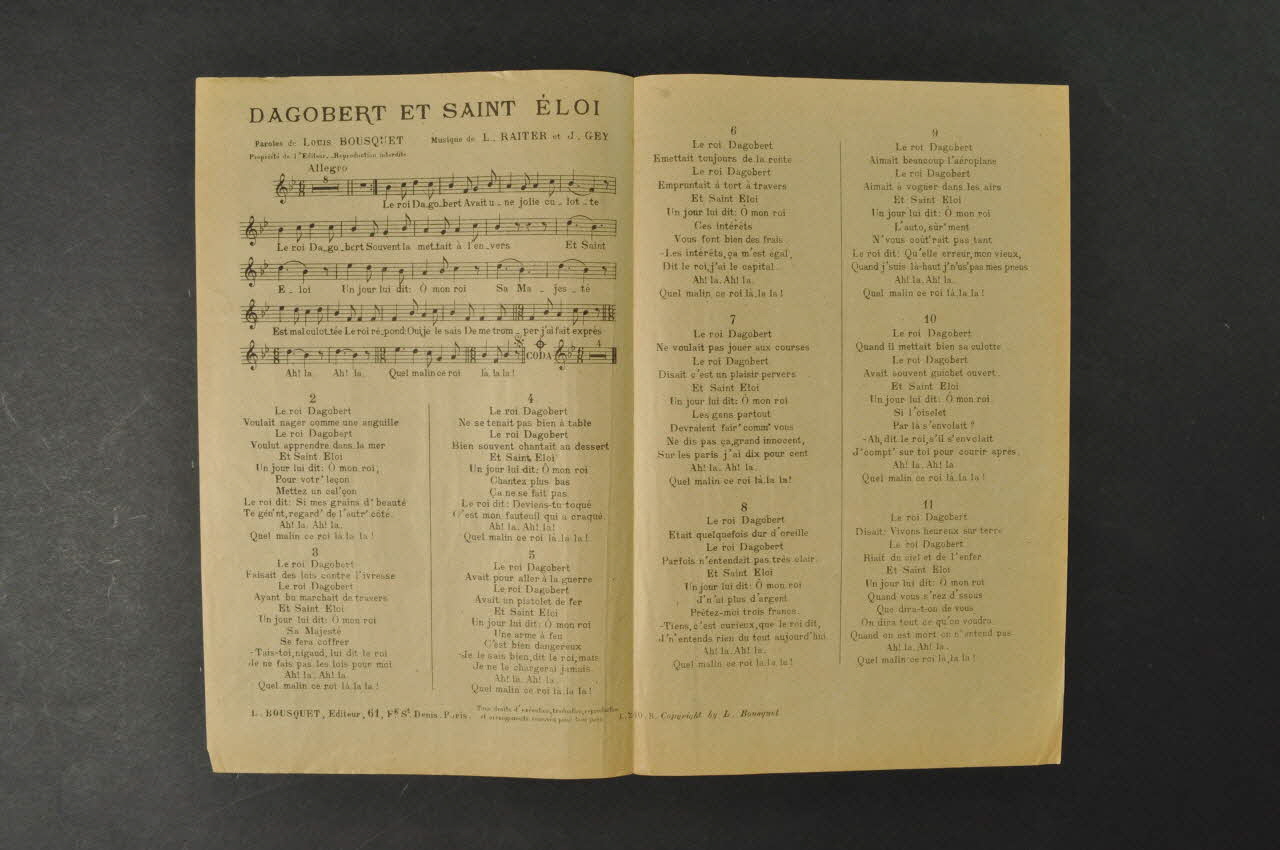 DAGOBERT ET SAINT ÉLOI
Paroles de Louis BOUSQUET
Musique de L. RAITER et J. GEY
Propriété de l'Editeur. Reproduction interdite
Allegro
8
Le roi Da_go_bert Avait u_ne jolie cu_lot_te
Le roi Da_go_bert Souvent la mettait à l'en_vers Et Saint
E_loi Un jour lui dit: Ô mon roi Sa Ma_jes_té
Est mal culot_tée Le roi ré_pond: Oui, je le sais De me trom_per j'ai fait exprès
CODA 4
Ah! la Ah! la. Quel malin ce roi la. la la!
2
Le roi Dagobert
Voulait nager comme une anguille
Le roi Dagobert
Voulut apprendre dans la mer
Et Saint Eloi
Un jour lui dit: Ô mon roi,
Pour votr' leçon
Mettez un cal'çon
Le roi dit: Si mes grains d'beauté
Te gên'nt, regard' de l'autr' côté.
Ah! la. Ah! la.
Quel malin ce roi la. la la!
3
Le roi Dagobert
Faisait des lois contre l'ivresse
Le roi Dagobert
Ayant bu marchait de travers
Et Saint Eloi
Un jour lui dit: Ô mon roi
Sa Majesté
Se fera coffrer
-Tais-toi, nigaud, lui dit le roi
Je ne fais pas les lois pour moi
Ah! la. Ah! la.
Quel malin ce roi la. la la!
4
Le roi Dagobert
Ne se tenait pas bien à table
Le roi Dagobert
Bien souvent chantait au dessert
Et Saint Eloi
Un jour lui dit: Ô mon roi
Chantez plus bas
Ça ne se fait pas
Le roi dit: Deviens-tu toqué
C'est mon fauteuil qui a craqué.
Ah! la. Ah! la!
Quel malin ce roi la. la la!
5
Le roi Dagobert
Avait pour aller à la guerre
Le roi Dagobert
Avait un pistolet de fer
Et Saint Eloi
Un jour lui dit: Ô mon roi
Une arme à feu
C'est bien dangereux
-Je le sais bien, dit le roi, mais
Je ne le chargerai jamais.
Ah! la. Ah! la.
Quel malin ce roi la. la la!
6
Le roi Dagobert
Emettait toujours de la rente
Le roi Dagobert
Empruntait à tort à travers
Et Saint Eloi
Un jour lui dit: Ô mon roi
Ces intérêts
Vous font bien des frais
-Les intérêts, ça m'est égal,
Dit le roi, j'ai le capital
Ah! la. Ah! la.
Quel malin ce roi la. la la!
7
Le roi Dagobert
Ne voulait pas jouer aux courses
Le roi Dagobert
Disait c'est un plaisir pervers
Et Saint Eloi
Un jour lui dit: Ô mon roi
Les gens partout
Devraient fair' comm' vous
Ne dis pas ça, grand innocent,
Sur les paris j'ai dix pour cent
Ah! la. Ah! la.
Quel malin ce roi la. la la!
8
Le roi Dagobert
Etait quelquefois dur d'oreille
Le roi Dagobert
Parfois n'entendait pas très clair
Et Saint Eloi
Un jour lui dit: Ô mon roi
J'n'ai plus d'argent
Prêtez-moi trois francs
-Tiens, c'est curieux, que le roi dit,
J'n'entends rien du tout aujourd'hui
Ah! la. Ah! la.
Quel malin ce roi la. la la!
9
Le roi Dagobert
Aimait beaucoup l'aéroplane
Le roi Dagobert
Aimait à voguer dans les airs
Et Saint Eloi
Un jour lui dit: Ô mon roi
L'auto, sûr'ment
N'vous coût'rait pas tant
Le roi dit: Qu'elle erreur, mon vieux,
Quand j'suis là-haut j'n'us' pas mes pneus
Ah! la. Ah! la.
Quel malin ce roi la. la la!
10
Le roi Dagobert
Quand il mettait bien sa culotte
Le roi Dagobert
Avait souvent guichet ouvert.
Et Saint Eloi
Un jour lui dit: Ô mon roi
Si l'oiselet
Par là s'envolait?
-Ah, dit le roi, s'il s'envolait
J'compt' sur toi pour courir après.
Ah! la. Ah! la
Quel malin ce roi la. la la!
11
Le roi Dagobert
Disait: Vivons heureux sur terre
Le roi Dagobert
Riait du ciel et de l'enfer
Et Saint Eloi
Un jour lui dit: Ô mon roi
Quand vous s'rez d'ssous
Que dira-t-on de vous
On dira tout ce qu'on voudra
Quand on est mort on n'entend pas
Ah! la. Ah! la!
Quel malin ce roi la. la la!
L. BOUSQUET, Editeur, 61, Fg St Denis. Paris.
Tous droits d'exécution, traduction, reproduction
et arrangements réservés pour tous pays.
Copyright by L. Bousquet